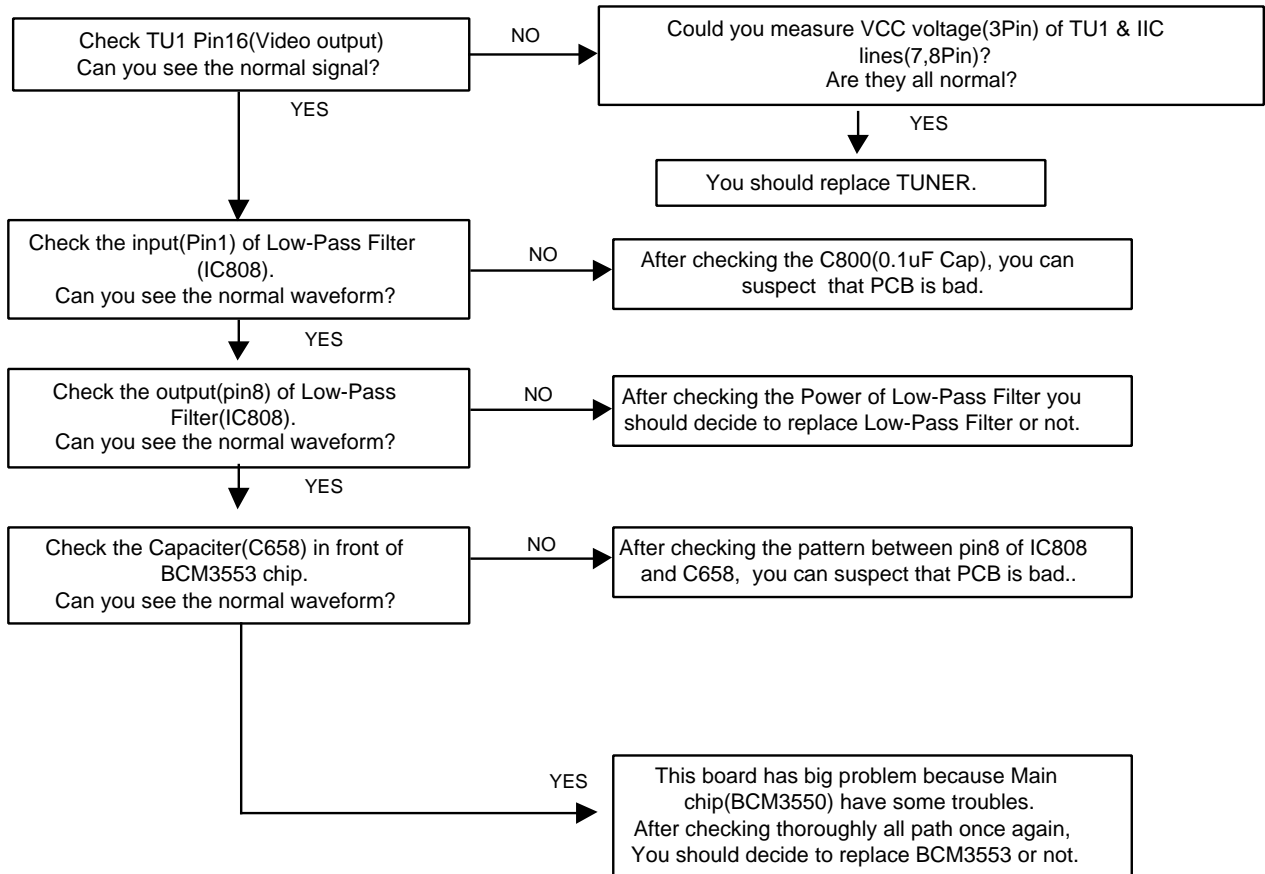 Check TU1 Pin16(Video output)
Can you see the normal signal?
NO
Could you measure VCC voltage(3Pin) of TU1 & IIC
lines(7,8Pin)?
Are they all normal?
YES
YES
You should replace TUNER.
Check the input(Pin1) of Low-Pass Filter
(IC808).
Can you see the normal waveform?
NO
After checking the C800(0.1uF Cap), you can
suspect that PCB is bad.
YES
Check the output(pin8) of Low-Pass
Filter(IC808).
Can you see the normal waveform?
NO
After checking the Power of Low-Pass Filter you
should decide to replace Low-Pass Filter or not.
YES
Check the Capaciter(C658) in front of
BCM3553 chip.
Can you see the normal waveform?
NO
After checking the pattern between pin8 of IC808
and C658, you can suspect that PCB is bad..
YES
This board has big problem because Main
chip(BCM3550) have some troubles.
After checking thoroughly all path once again,
You should decide to replace BCM3553 or not.